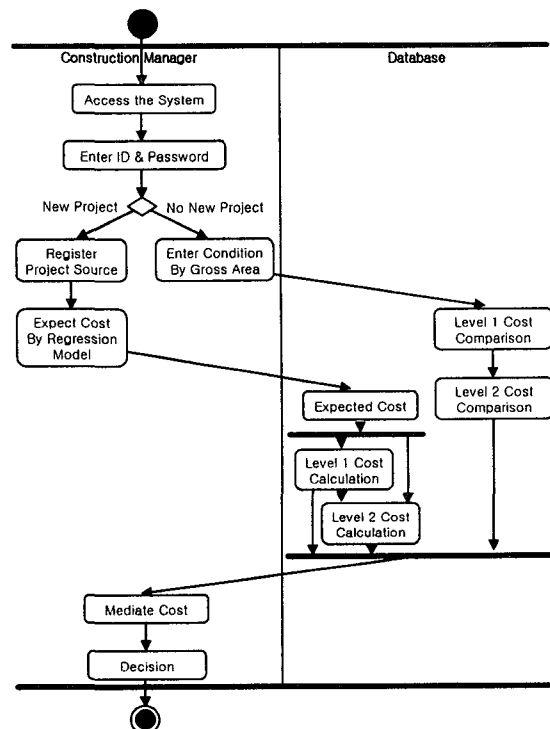 Construction Manager
Database
Access the System
Enter ID & Password
New Project
No New Project
Register
Project Source
Enter Condition
By Gross Area
Expect Cost
By Regression
Model
Level 1 Cost
Comparison
Level 2 Cost
Comparison
Expected Cost
Level 1 Cost
Calculation
Level 2 Cost
Calculation
Mediate Cost
Decision